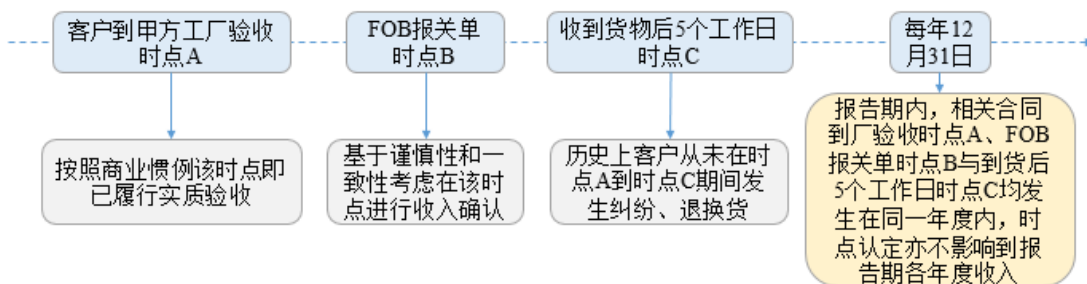 客户到甲方工厂验收
时点A
FOB报关单
时点B
收到货物后5个工作日
时点C
每年12
月31日
按照商业惯例该时点即
已履行实质验收
基于谨慎性和一
致性考虑在该时
点进行收入确认
历史上客户从未在时
点A到时点C期间发
生纠纷、退换货
报告期内，相关合同
到厂验收时点A、FOB
报关单时点B与到货后
5个工作日时点C均发
生在同一年度内，时
点认定亦不影响到报
告期各年度收入